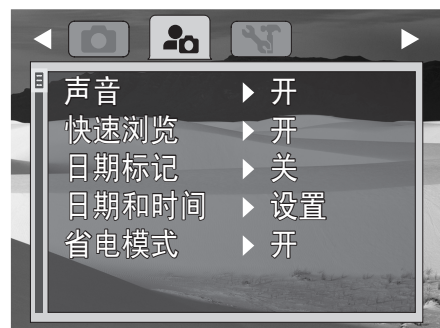 声音 开
快速浏览 开
日期标记 关
日期和时间 设置
省电模式 开